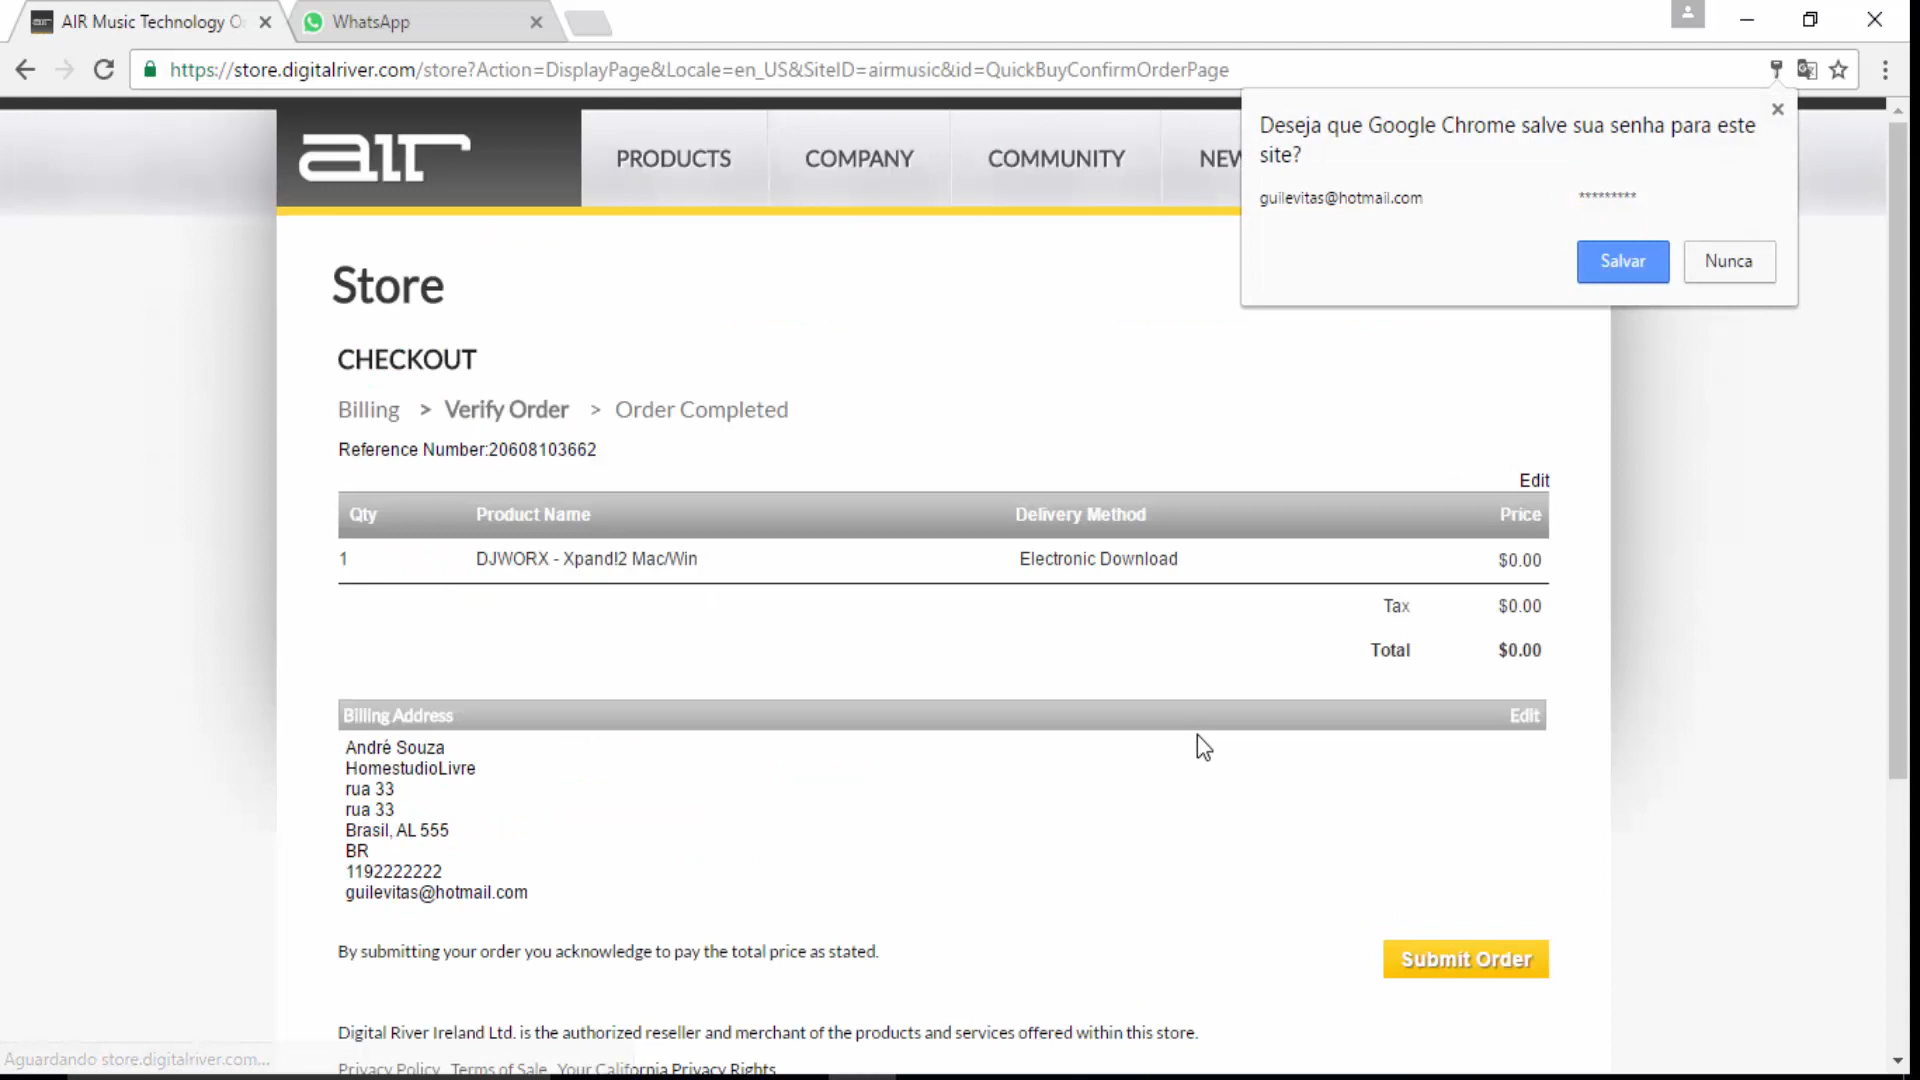 AIR Music Technology O
WhatsApp
https://store.digitalriver.com/store?Action=DisplayPage&Locale=en_US&SiteID=airmusic&id=QuickBuyConfirmOrderPage
Deseja que Google Chrome salve sua senha para este
site?
guilevitas@hotmail.com *********
Salvar Nunca
air
PRODUCTS COMPANY COMMUNITY NEW
Store
CHECKOUT
Billing > Verify Order > Order Completed
Reference Number:20608103662
Edit
Qty Product Name Delivery Method Price
1 DJWORX - Xpand!2 Mac/Win Electronic Download $0.00
Tax $0.00
Total $0.00
Billing Address Edit
André Souza
HomestudioLivre
rua 33
rua 33
Brasil, AL 555
BR
1192222222
guilevitas@hotmail.com
By submitting your order you acknowledge to pay the total price as stated.
Submit Order
Digital River Ireland Ltd. is the authorized reseller and merchant of the products and services offered within this store.
Aguardando store.digitalriver.com...
Privacy Policy Terms of Sale Your California Privacy Rights